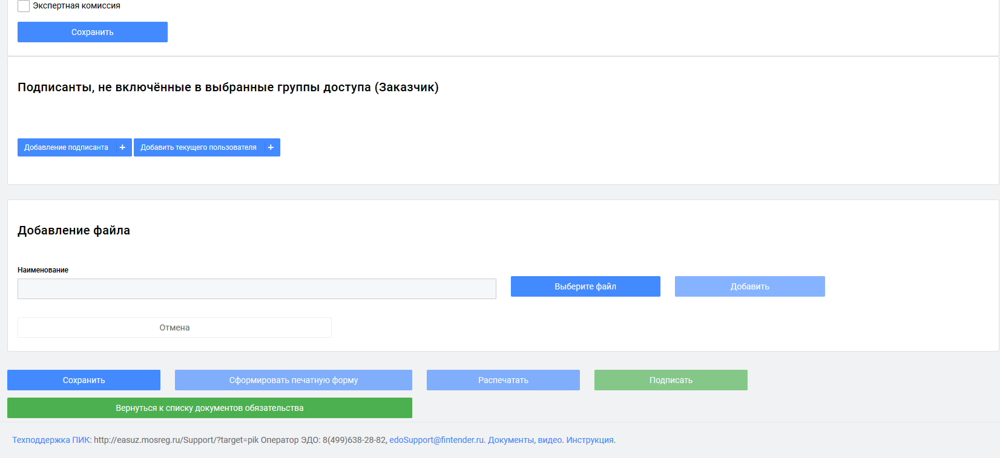 Экспертная комиссия
Сохранить
Подписанты, не включённые в выбранные группы доступа (Заказчик)
Добавление подписанта +
Добавить текущего пользователя +
Добавление файла
Наименование
Выберите файл
Добавить
Отмена
Сохранить
Сформировать печатную форму
Распечатать
Подписать
Вернуться к списку документов обязательства
Техподдержка ПИК: http://easuz.mosreg.ru/Support/?target=pik Оператор ЭДО: 8(499)638-28-82, edoSupport@fintender.ru. Документы, видео. Инструкция.